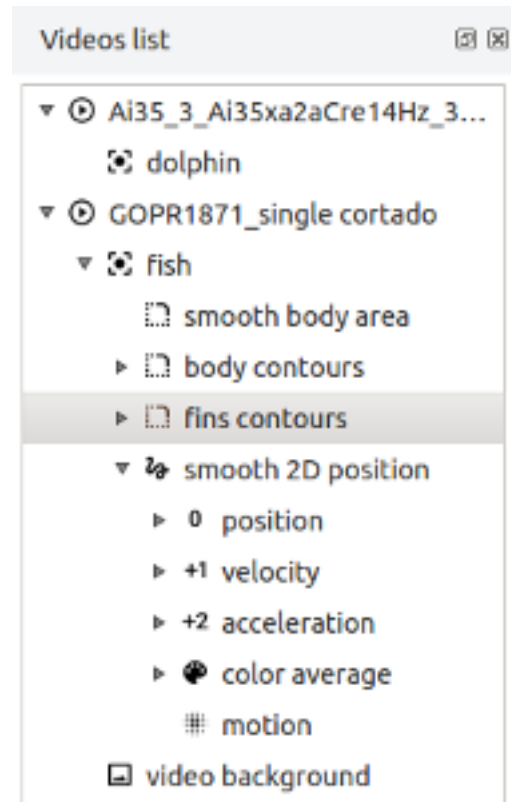 Videos list
Ai35_3_Ai35xa2aCre14Hz_3...
dolphin
GOPR1871_single cortado
fish
smooth body area
body contours
fins contours
smooth 2D position
0 position
+1 velocity
+2 acceleration
color average
motion
video background